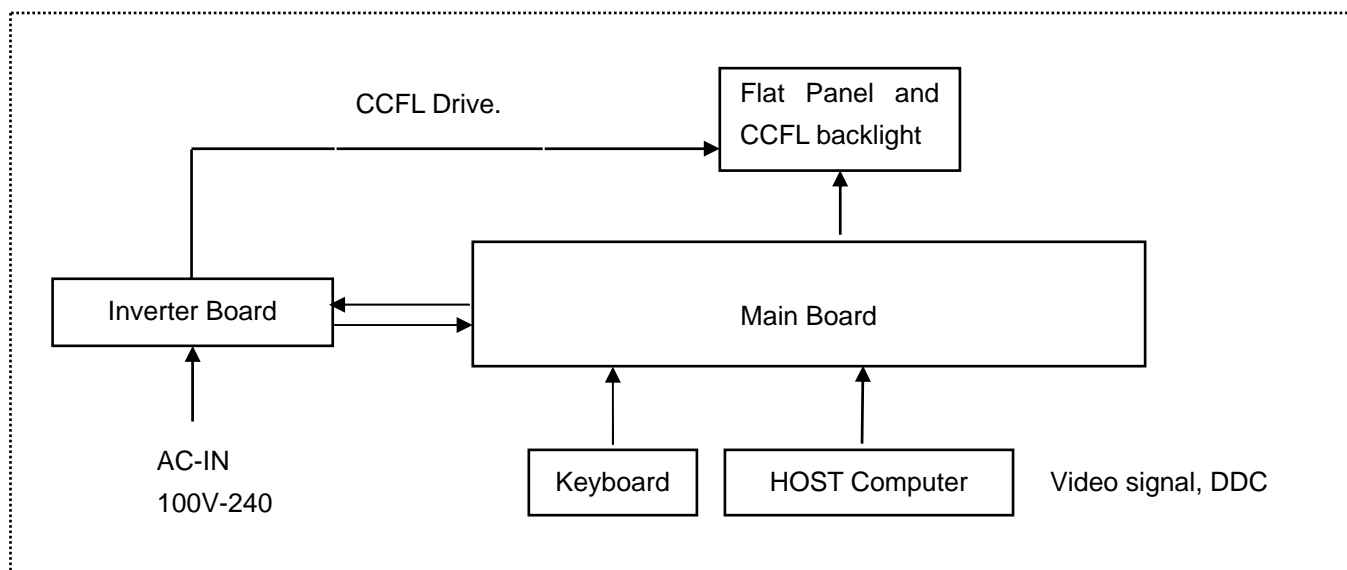 CCFL Drive.
Flat Panel and
CCFL backlight
Inverter Board
Main Board
AC-IN
100V-240
Keyboard
HOST Computer
Video signal, DDC